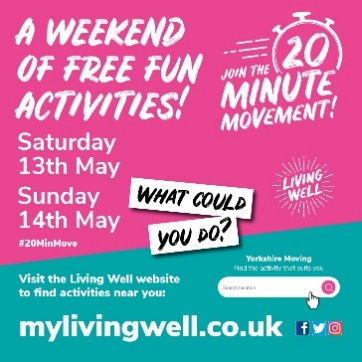 A WEEKEND
OF FREE FUN
ACTIVITIES!
JOIN THE 20
MINUTE
MOVEMENT!
Saturday
13th May
Sunday
14th May
#20MinMove
LIVING
WELL
WHAT COULD
YOU DO?
Visit the Living Well website
to find activities near you:
Yorkshire Moving
Find the activity that suits you
Search location
mylivingwell.co.uk